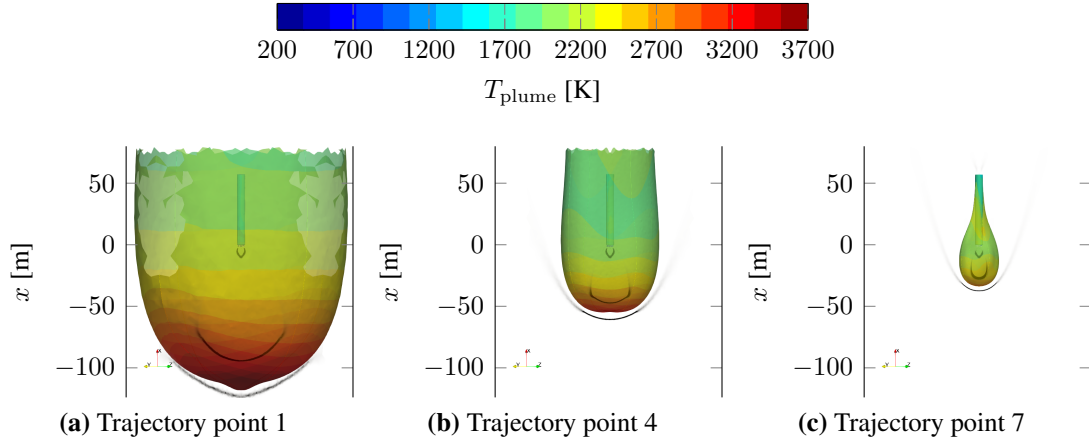 200 700 1200 1700 2200 2700 3200 3700
T_plume [K]
x [m]
50
0
−50
−100
x [m]
50
0
−50
−100
x [m]
50
0
−50
−100
(a) Trajectory point 1
(b) Trajectory point 4
(c) Trajectory point 7